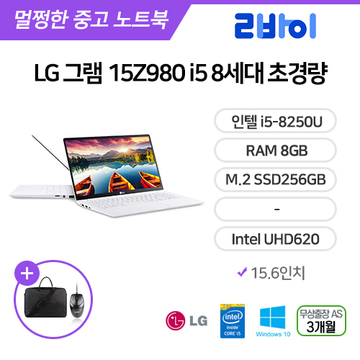 멀쩡한 중고 노트북
리바이
LG 그램 15Z980 i5 8세대 초경량
인텔 i5-8250U
RAM 8GB
M.2 SSD256GB
-
Intel UHD620
✓ 15.6인치
+
LG
intel
inside
CORE i5
Windows 10
무상출장 AS
3개월